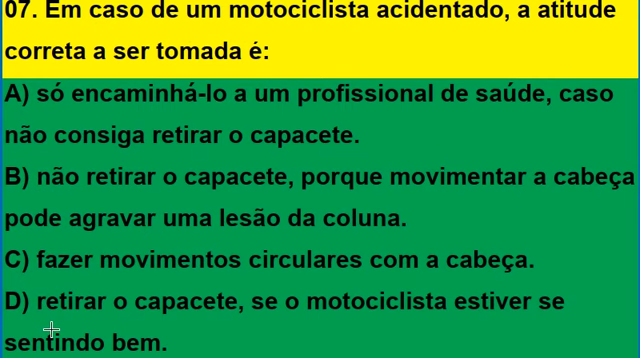 07. Em caso de um motociclista acidentado, a atitude
correta a ser tomada é:
A) só encaminhá-lo a um profissional de saúde, caso
não consiga retirar o capacete.
B) não retirar o capacete, porque movimentar a cabeça
pode agravar uma lesão da coluna.
C) fazer movimentos circulares com a cabeça.
D) retirar o capacete, se o motociclista estiver se
sentindo bem.